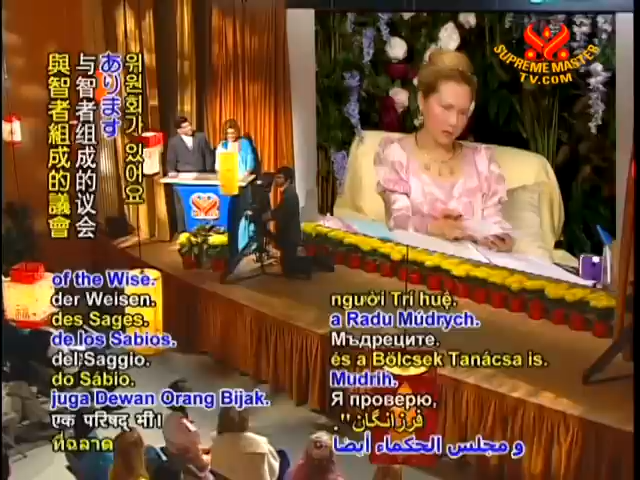 SUPREME MASTER
TV.COM
與智者組成的議會
与智者组成的议会
あります
위원회가 있어요
of the Wise.
der Weisen.
des Sages.
de los Sabios.
del Saggio.
do Sábio.
juga Dewan Orang Bijak.
एक परिषद् भी।
ที่ฉลาด
người Trí huệ.
a Radu Múdrych.
Мъдреците.
és a Bölcsek Tanácsa is.
Mudrih.
Я проверю,
فرزانگان".
و مجلس الحكماء أيضا